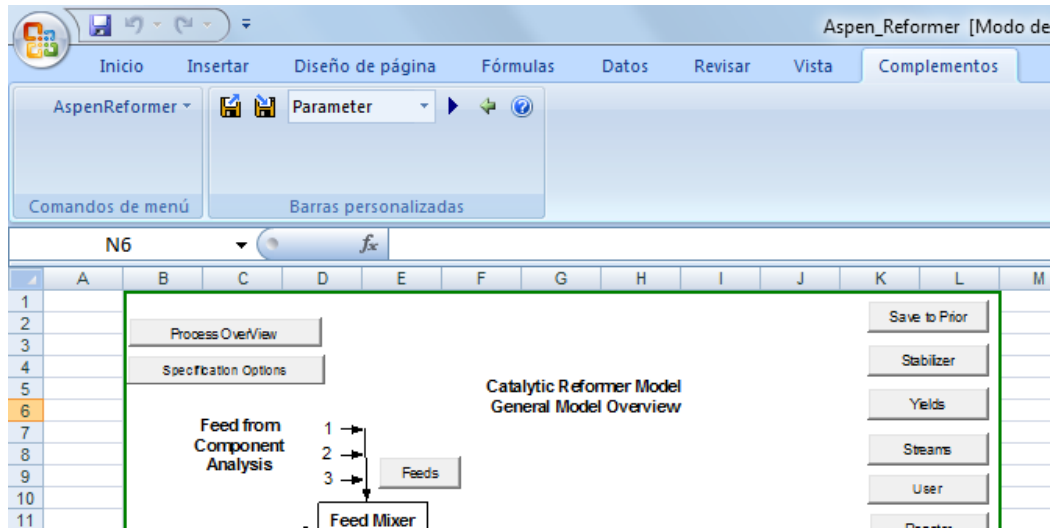 Aspen_Reformer [Modo de
Inicio Insertar Diseño de página Fórmulas Datos Revisar Vista Complementos
AspenReformer Parameter
Comandos de menú Barras personalizadas
N6 fx
A B C D E F G H I J K L M
1
2 Save to Prior
Process OverView
3
4 Specification Options Stabilizer
5 Catalytic Reformer Model
6 General Model Overview Yields
7 Feed from 1
8 Component 2 Streams
9 Analysis 3 Feeds
10 User
11 Feed Mixer